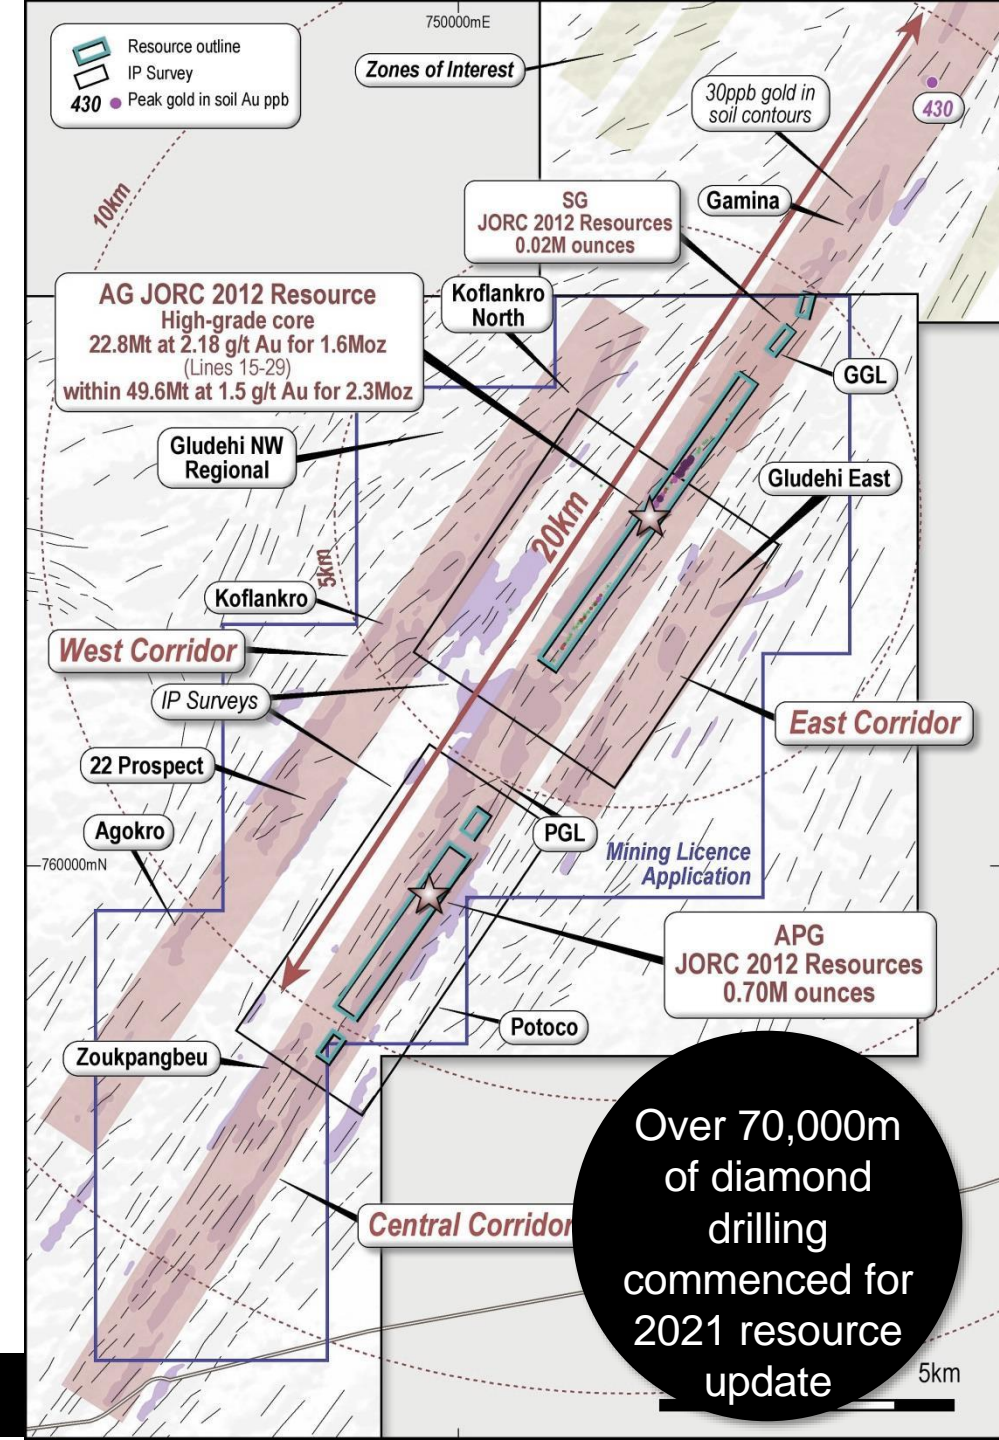 750000mE
Resource outline
IP Survey
430 Peak gold in soil Au ppb
Zones of Interest
30ppb gold in
soil contours
430
10km
SG
JORC 2012 Resources
0.02M ounces
Gamina
AG JORC 2012 Resource
High-grade core
22.8Mt at 2.18 g/t Au for 1.6Moz
(Lines 15-29)
within 49.6Mt at 1.5 g/t Au for 2.3Moz
Koflankro
North
GGL
Gludehi NW
Regional
Gludehi East
20km
5km
Koflankro
West Corridor
IP Surveys
East Corridor
22 Prospect
Agokro
PGL
Mining Licence
Application
760000mN
APG
JORC 2012 Resources
0.70M ounces
Potoco
Zoukpangbeu
Central Corridor
Over 70,000m
of diamond
drilling
commenced for
2021 resource
update
5km